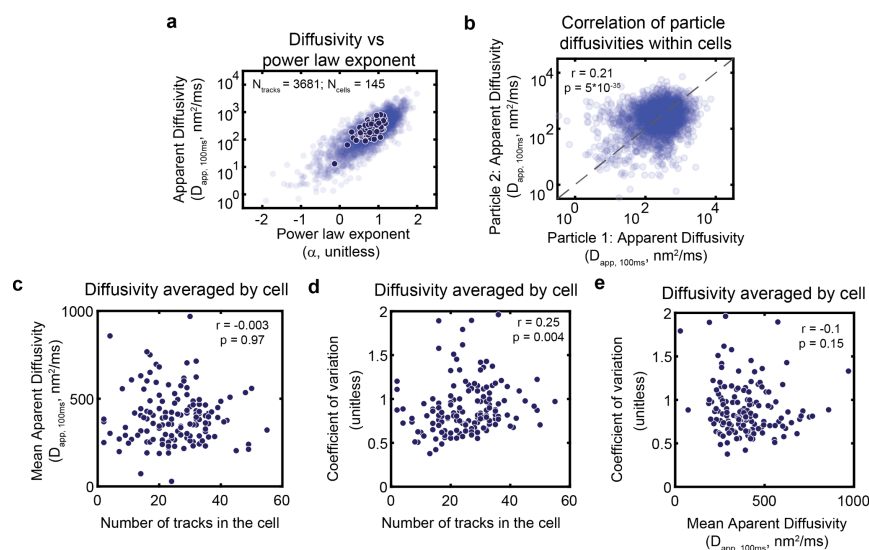 a
Diffusivity vs
power law exponent
N_tracks = 3681; N_cells = 145
Apparent Diffusivity
(D_app, 100ms, nm²/ms)
10⁴
10³
10²
10¹
10⁰
-2
-1
0
1
2
Power law exponent
(α, unitless)
b
Correlation of particle
diffusivities within cells
r = 0.21
p = 5*10⁻³⁵
Particle 2: Apparent Diffusivity
(D_app, 100ms, nm²/ms)
10⁴
10²
10⁰
10⁰
10²
10⁴
Particle 1: Apparent Diffusivity
(D_app, 100ms, nm²/ms)
c
Diffusivity averaged by cell
r = -0.003
p = 0.97
Mean Aparent Diffusivity
(D_app, 100ms, nm²/ms)
1000
500
0
0
20
40
60
Number of tracks in the cell
d
Diffusivity averaged by cell
r = 0.25
p = 0.004
Coefficient of variation
(unitless)
2
1.5
1
0.5
0
0
20
40
60
Number of tracks in the cell
e
Diffusivity averaged by cell
r = -0.1
p = 0.15
Coefficient of variation
(unitless)
2
1.5
1
0.5
0
0
500
1000
Mean Apparent Diffusivity
(D_app, 100ms, nm²/ms)